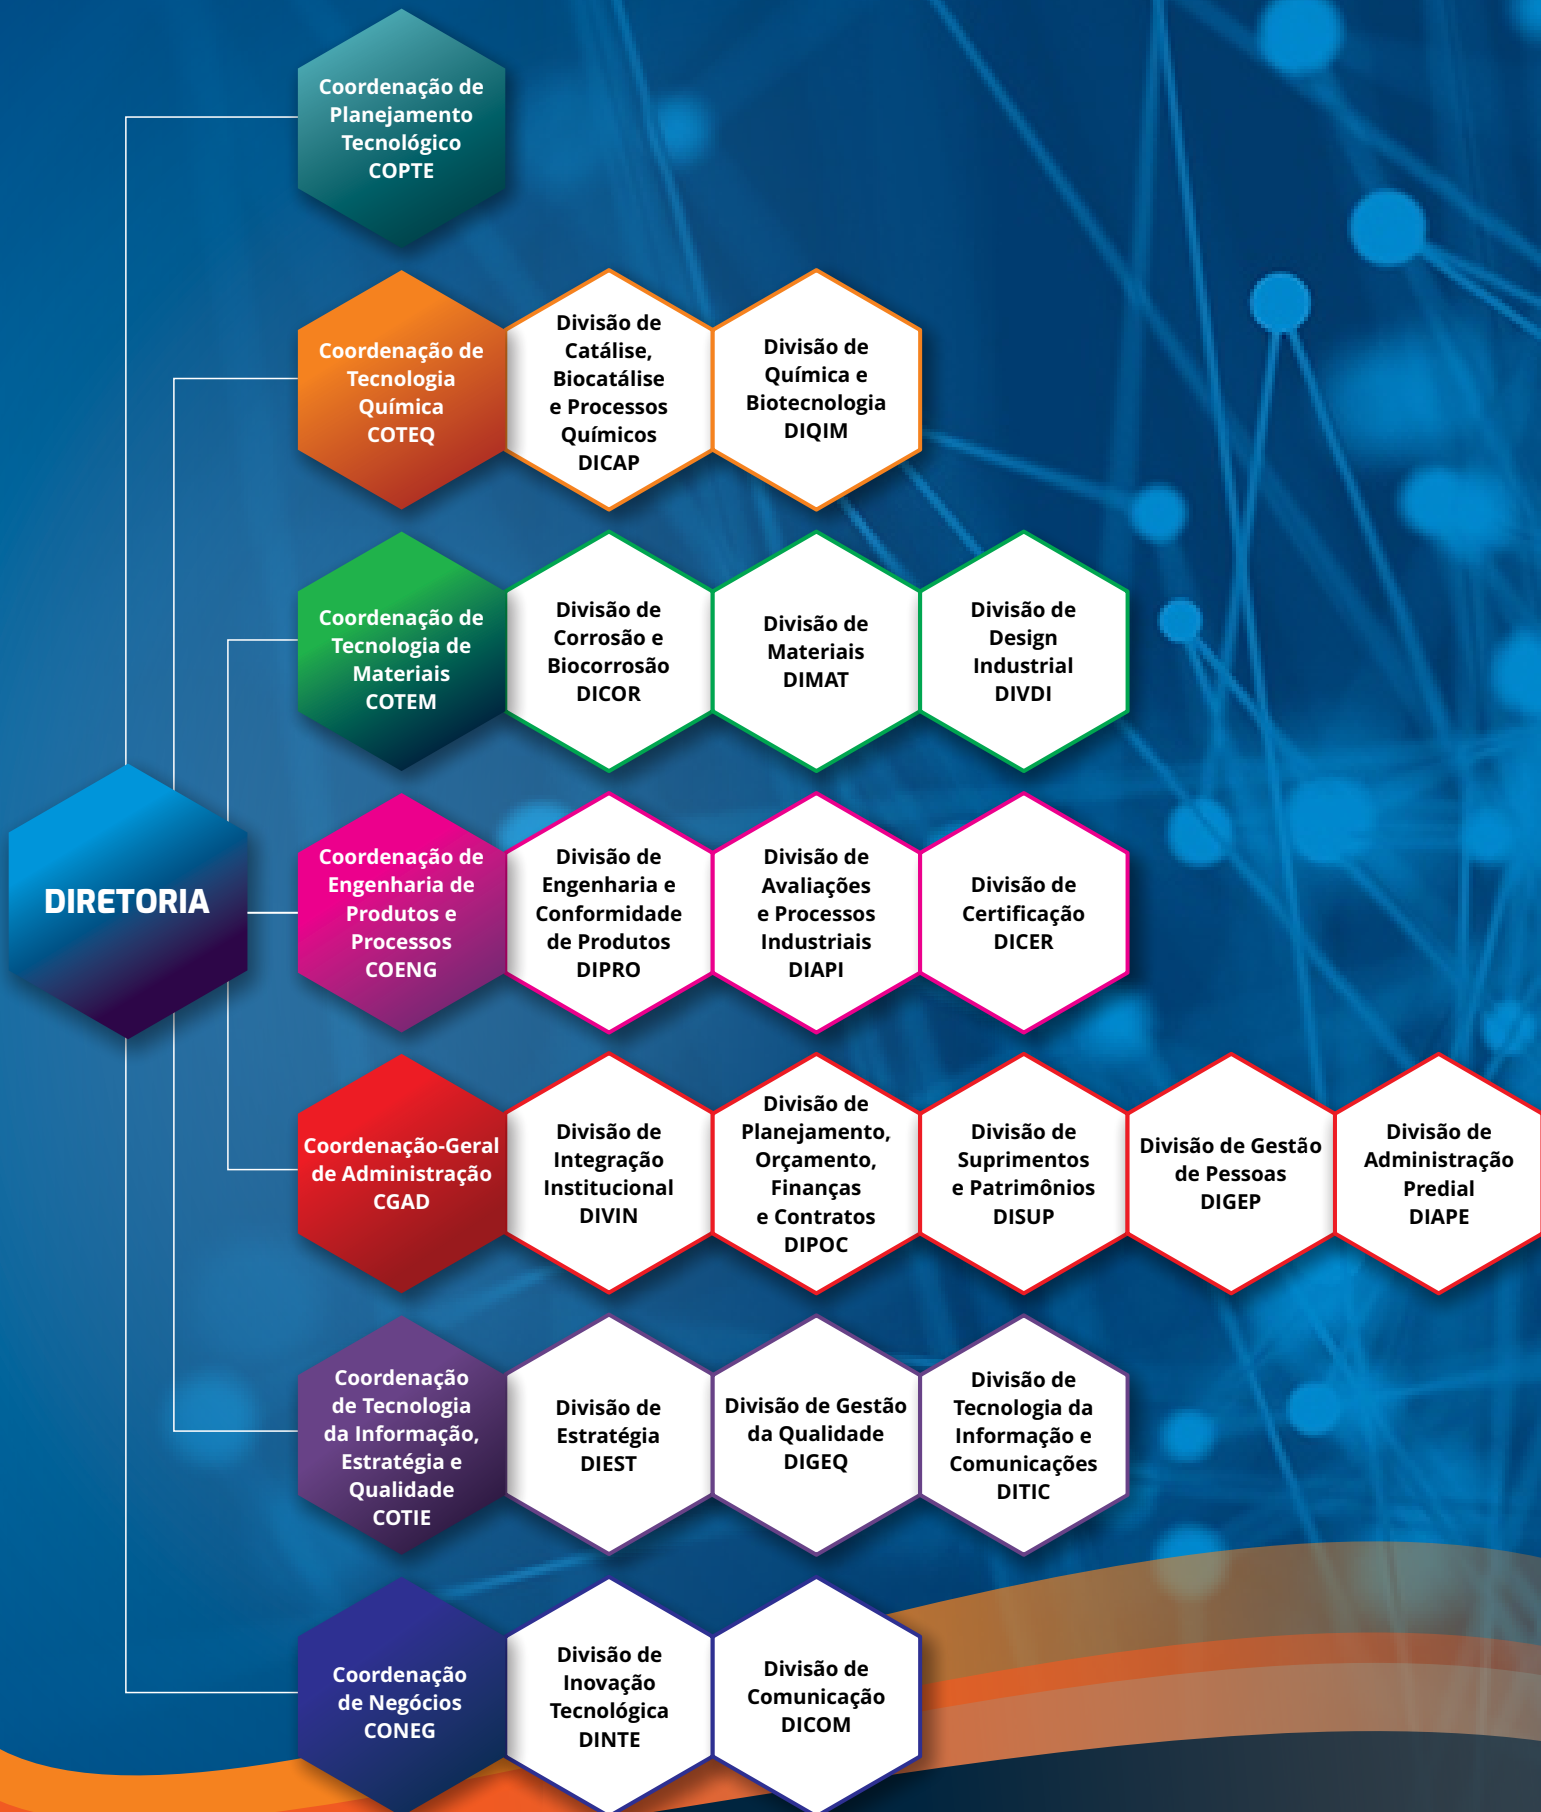 Coordenação de
Planejamento
Tecnológico
COPTE
Coordenação de
Tecnologia
Química
COTEQ
Divisão de
Catálise,
Biocatálise
e Processos
Químicos
DICAP
Divisão de
Química e
Biotecnologia
DIQIM
Coordenação de
Tecnologia de
Materiais
COTEM
Divisão de
Corrosão e
Biocorrosão
DICOR
Divisão de
Materiais
DIMAT
Divisão de
Design
Industrial
DIVDI
DIRETORIA
Coordenação de
Engenharia de
Produtos e
Processos
COENG
Divisão de
Engenharia e
Conformidade
de Produtos
DIPRO
Divisão de
Avaliações
e Processos
Industriais
DIAPI
Divisão de
Certificação
DICER
Coordenação-Geral
de Administração
CGAD
Divisão de
Integração
Institucional
DIVIN
Divisão de
Planejamento,
Orçamento,
Finanças
e Contratos
DIPOC
Divisão de
Suprimentos
e Patrimônios
DISUP
Divisão de Gestão
de Pessoas
DIGEP
Divisão de
Administração
Predial
DIAPE
Coordenação
de Tecnologia
da Informação,
Estratégia e
Qualidade
COTIE
Divisão de
Estratégia
DIEST
Divisão de Gestão
da Qualidade
DIGEQ
Divisão de
Tecnologia da
Informação e
Comunicações
DITIC
Coordenação
de Negócios
CONEG
Divisão de
Inovação
Tecnológica
DINTE
Divisão de
Comunicação
DICOM